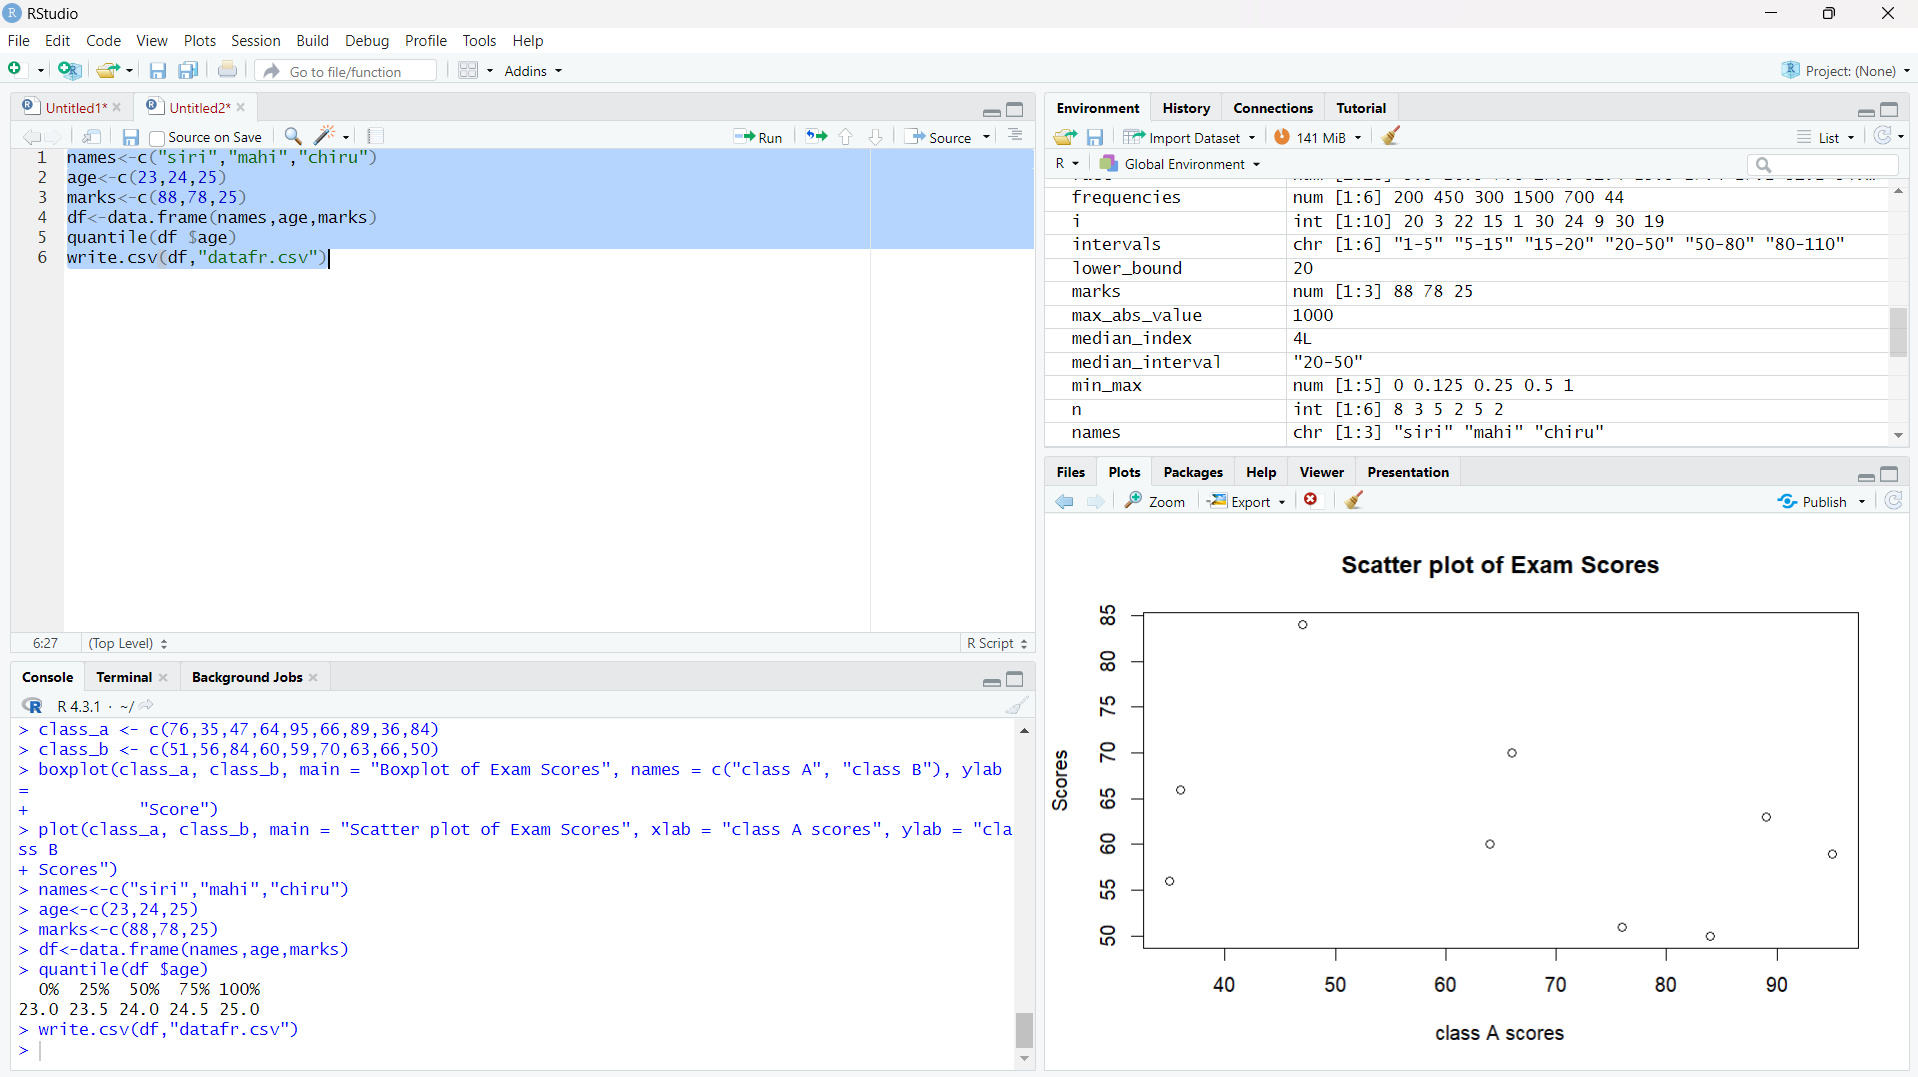 RStudio
File Edit Code View Plots Session Build Debug Profile Tools Help
Go to file/function Addins Project: (None)
Untitled1* Untitled2*
Source on Save Run Source
1 names<-c("siri","mahi","chiru")
2 age<-c(23,24,25)
3 marks<-c(88,78,25)
4 df<-data.frame(names,age,marks)
5 quantile(df $age)
6 write.csv(df,"datafr.csv")
6:27 (Top Level) R Script
Console Terminal Background Jobs
R 4.3.1 · ~/
> class_a <- c(76,35,47,64,95,66,89,36,84)
> class_b <- c(51,56,84,60,59,70,63,66,50)
> boxplot(class_a, class_b, main = "Boxplot of Exam Scores", names = c("class A", "class B"), ylab
=
+ "Score")
> plot(class_a, class_b, main = "Scatter plot of Exam Scores", xlab = "class A scores", ylab = "cla
ss B
+ Scores")
> names<-c("siri","mahi","chiru")
> age<-c(23,24,25)
> marks<-c(88,78,25)
> df<-data.frame(names,age,marks)
> quantile(df $age)
0% 25% 50% 75% 100%
23.0 23.5 24.0 24.5 25.0
> write.csv(df,"datafr.csv")
>
Environment History Connections Tutorial
Import Dataset 141 MiB List
R Global Environment
frequencies num [1:6] 200 450 300 1500 700 44
i int [1:10] 20 3 22 15 1 30 24 9 30 19
intervals chr [1:6] "1-5" "5-15" "15-20" "20-50" "50-80" "80-110"
lower_bound 20
marks num [1:3] 88 78 25
max_abs_value 1000
median_index 4L
median_interval "20-50"
min_max num [1:5] 0 0.125 0.25 0.5 1
n int [1:6] 8 3 5 2 5 2
names chr [1:3] "siri" "mahi" "chiru"
Files Plots Packages Help Viewer Presentation
Zoom Export Publish
Scatter plot of Exam Scores
Scores
85
80
75
70
65
60
55
50
40 50 60 70 80 90
class A scores